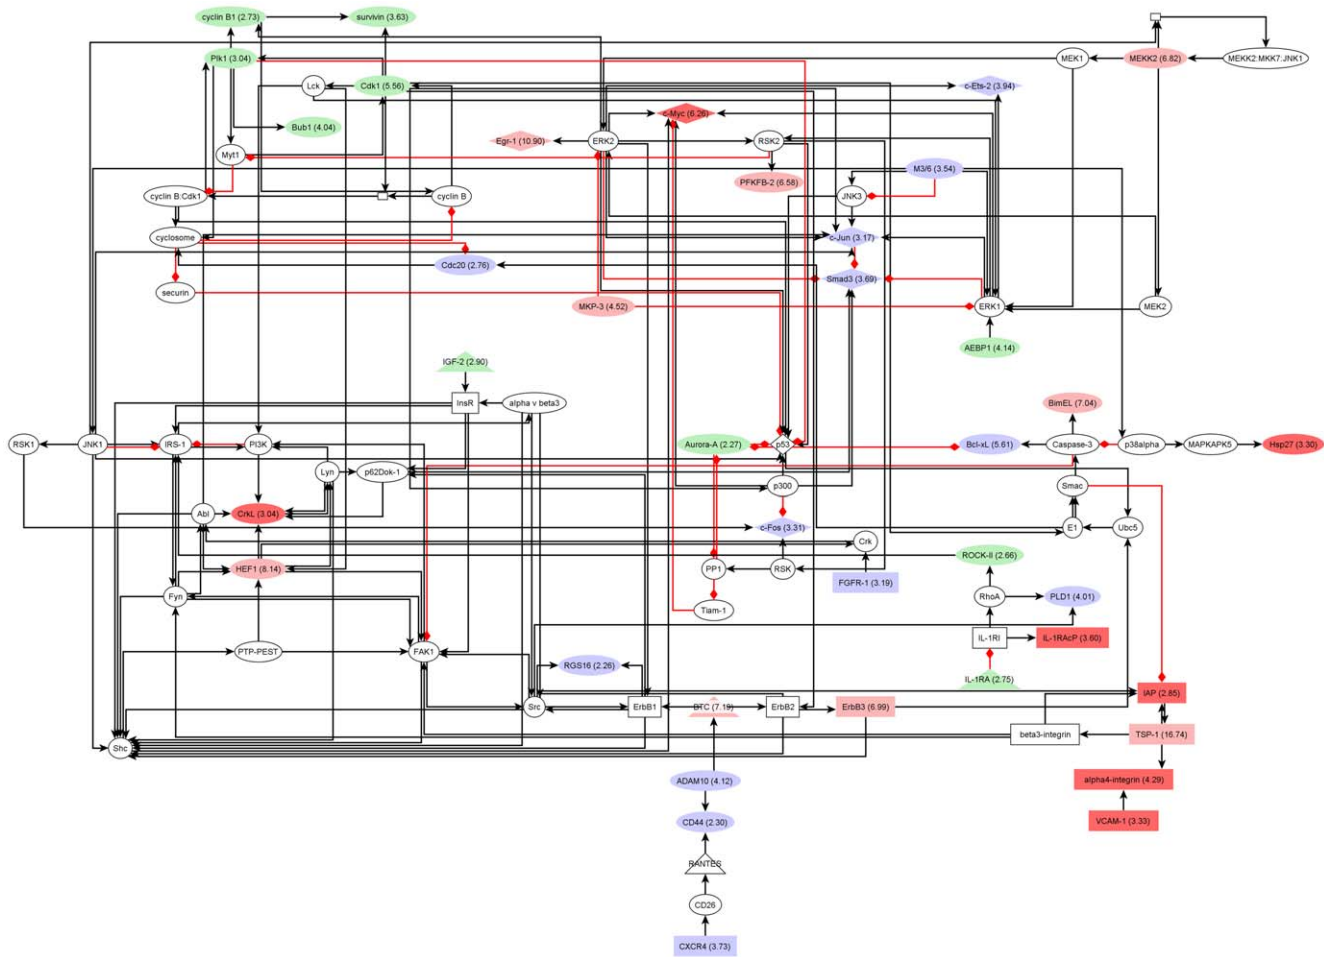 cyclin B1 (2.73)
survivin (3.63)
Plk1 (3.04)
MEK1
MEKK2 (6.82)
MEKK2:MKK7:JNK1
Lck
Cdk1 (5.56)
c-Ets-2 (3.94)
c-Myc (6.26)
Bub1 (4.04)
Egr-1 (10.90)
ERK2
RSK2
Myt1
M3/6 (3.54)
PFKFB-2 (6.58)
cyclin B:Cdk1
cyclin B
JNK3
cyclosome
c-Jun (3.17)
Cdc20 (2.76)
Smad3 (3.69)
securin
MKP-3 (4.52)
ERK1
MEK2
AEBP1 (4.14)
IGF-2 (2.90)
InsR
alpha v beta3
BimEL (7.04)
RSK1
JNK1
IRS-1
PI3K
Aurora-A (2.27)
p53
Bcl-xL (5.61)
Caspase-3
p38alpha
MAPKAPK5
Hsp27 (3.30)
Lyn
p62Dok-1
p300
Smac
Abl
CrkL (3.04)
c-Fos (3.31)
E1
Ubc5
Crk
ROCK-II (2.66)
HEF1 (8.14)
PP1
RSK
FGFR-1 (3.19)
Fyn
RhoA
PLD1 (4.01)
Tiam-1
IL-1RI
IL-1RAcP (3.60)
PTP-PEST
FAK1
RGS16 (2.26)
IL-1RA (2.75)
IAP (2.85)
Src
ErbB1
BTC (7.19)
ErbB2
ErbB3 (6.99)
beta3-integrin
TSP-1 (16.74)
Shc
ADAM10 (4.12)
alpha4-integrin (4.29)
CD44 (2.30)
VCAM-1 (3.33)
RANTES
CD26
CXCR4 (3.73)